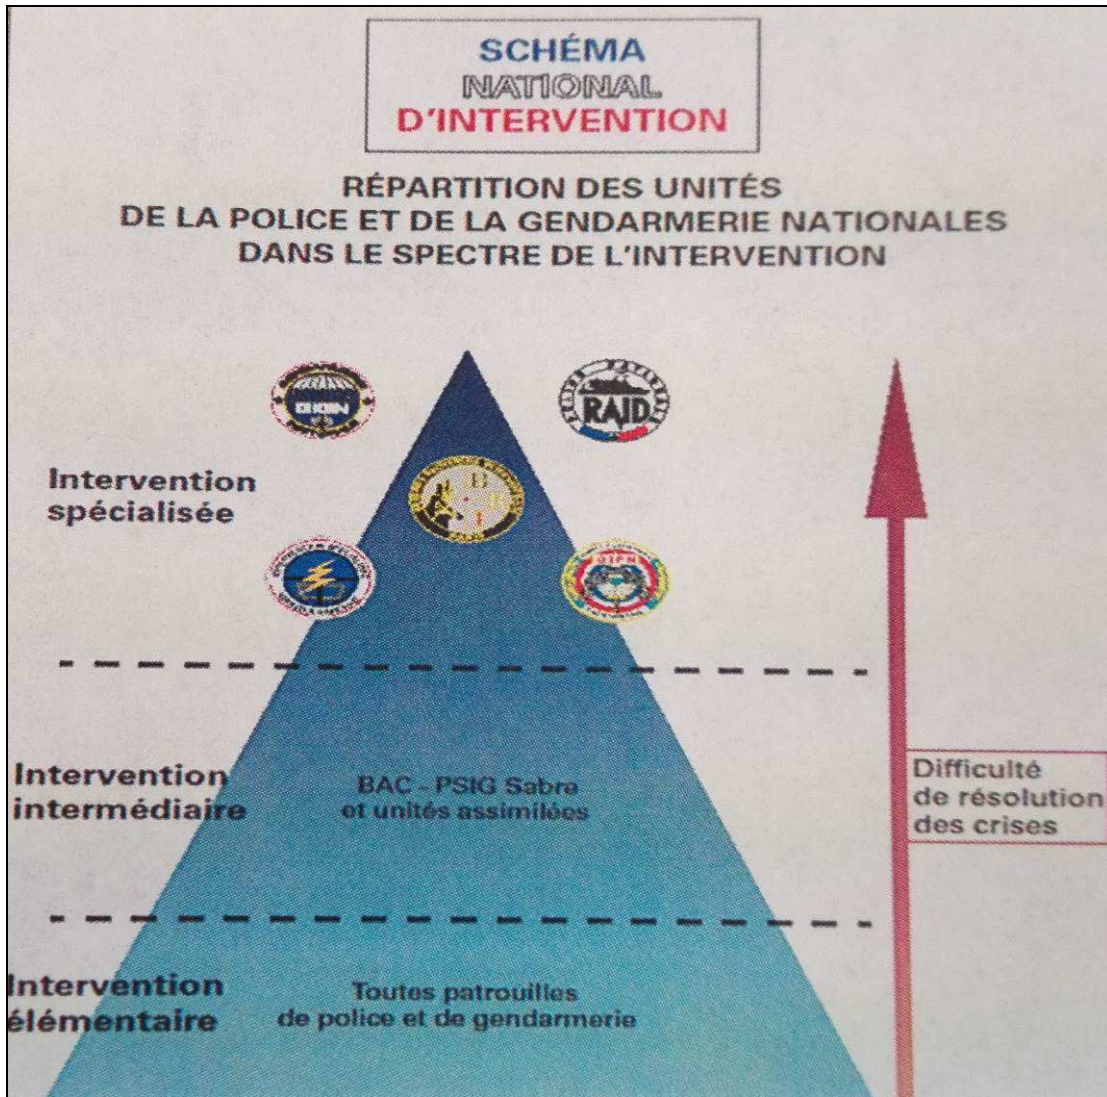 SCHÉMA
NATIONAL
D'INTERVENTION
RÉPARTITION DES UNITÉS
DE LA POLICE ET DE LA GENDARMERIE NATIONALES
DANS LE SPECTRE DE L'INTERVENTION
GIGN
RAID
B
R
I
GIPN
Intervention
spécialisée
Intervention
intermédiaire
BAC - PSIG Sabre
et unités assimilées
Difficulté
de résolution
des crises
Intervention
élémentaire
Toutes patrouilles
de police et de gendarmerie